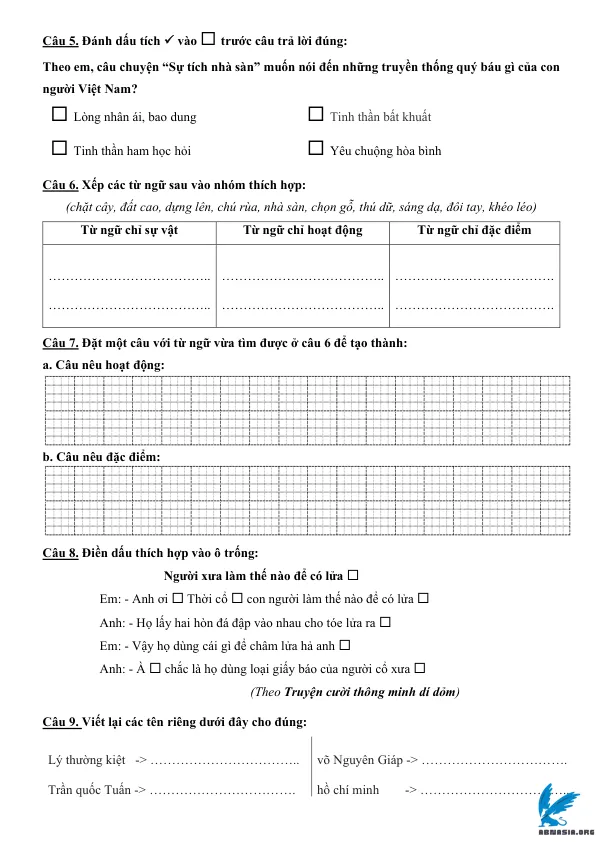 Câu 5. Đánh dấu tích ✓ vào □ trước câu trả lời đúng:
Theo em, câu chuyện “Sự tích nhà sàn” muốn nói đến những truyền thống quý báu gì của con
người Việt Nam?
□ Lòng nhân ái, bao dung □ Tinh thần bất khuất
□ Tinh thần ham học hỏi □ Yêu chuộng hòa bình
Câu 6. Xếp các từ ngữ sau vào nhóm thích hợp:
(chặt cây, đất cao, dựng lên, chú rùa, nhà sàn, chọn gỗ, thú dữ, sáng dạ, đôi tay, khéo léo)
Từ ngữ chỉ sự vật Từ ngữ chỉ hoạt động Từ ngữ chỉ đặc điểm
……………………………….. ……………………………….. ……………………………….
……………………………….. ……………………………….. ……………………………….
Câu 7. Đặt một câu với từ ngữ vừa tìm được ở câu 6 để tạo thành:
a. Câu nêu hoạt động:
b. Câu nêu đặc điểm:
Câu 8. Điền dấu thích hợp vào ô trống:
Người xưa làm thế nào để có lửa □
Em: - Anh ơi □ Thời cổ □ con người làm thế nào để có lửa □
Anh: - Họ lấy hai hòn đá đập vào nhau cho tóe lửa ra □
Em: - Vậy họ dùng cái gì để châm lửa hả anh □
Anh: - À □ chắc là họ dùng loại giấy báo của người cổ xưa □
(Theo Truyện cười thông minh dí dỏm)
Câu 9. Viết lại các tên riêng dưới đây cho đúng:
Lý thường kiệt -> …………………………….. võ Nguyên Giáp -> …………………………….
Trần quốc Tuấn -> ……………………………. hồ chí minh -> ……………………………..
ABNASIA.ORG